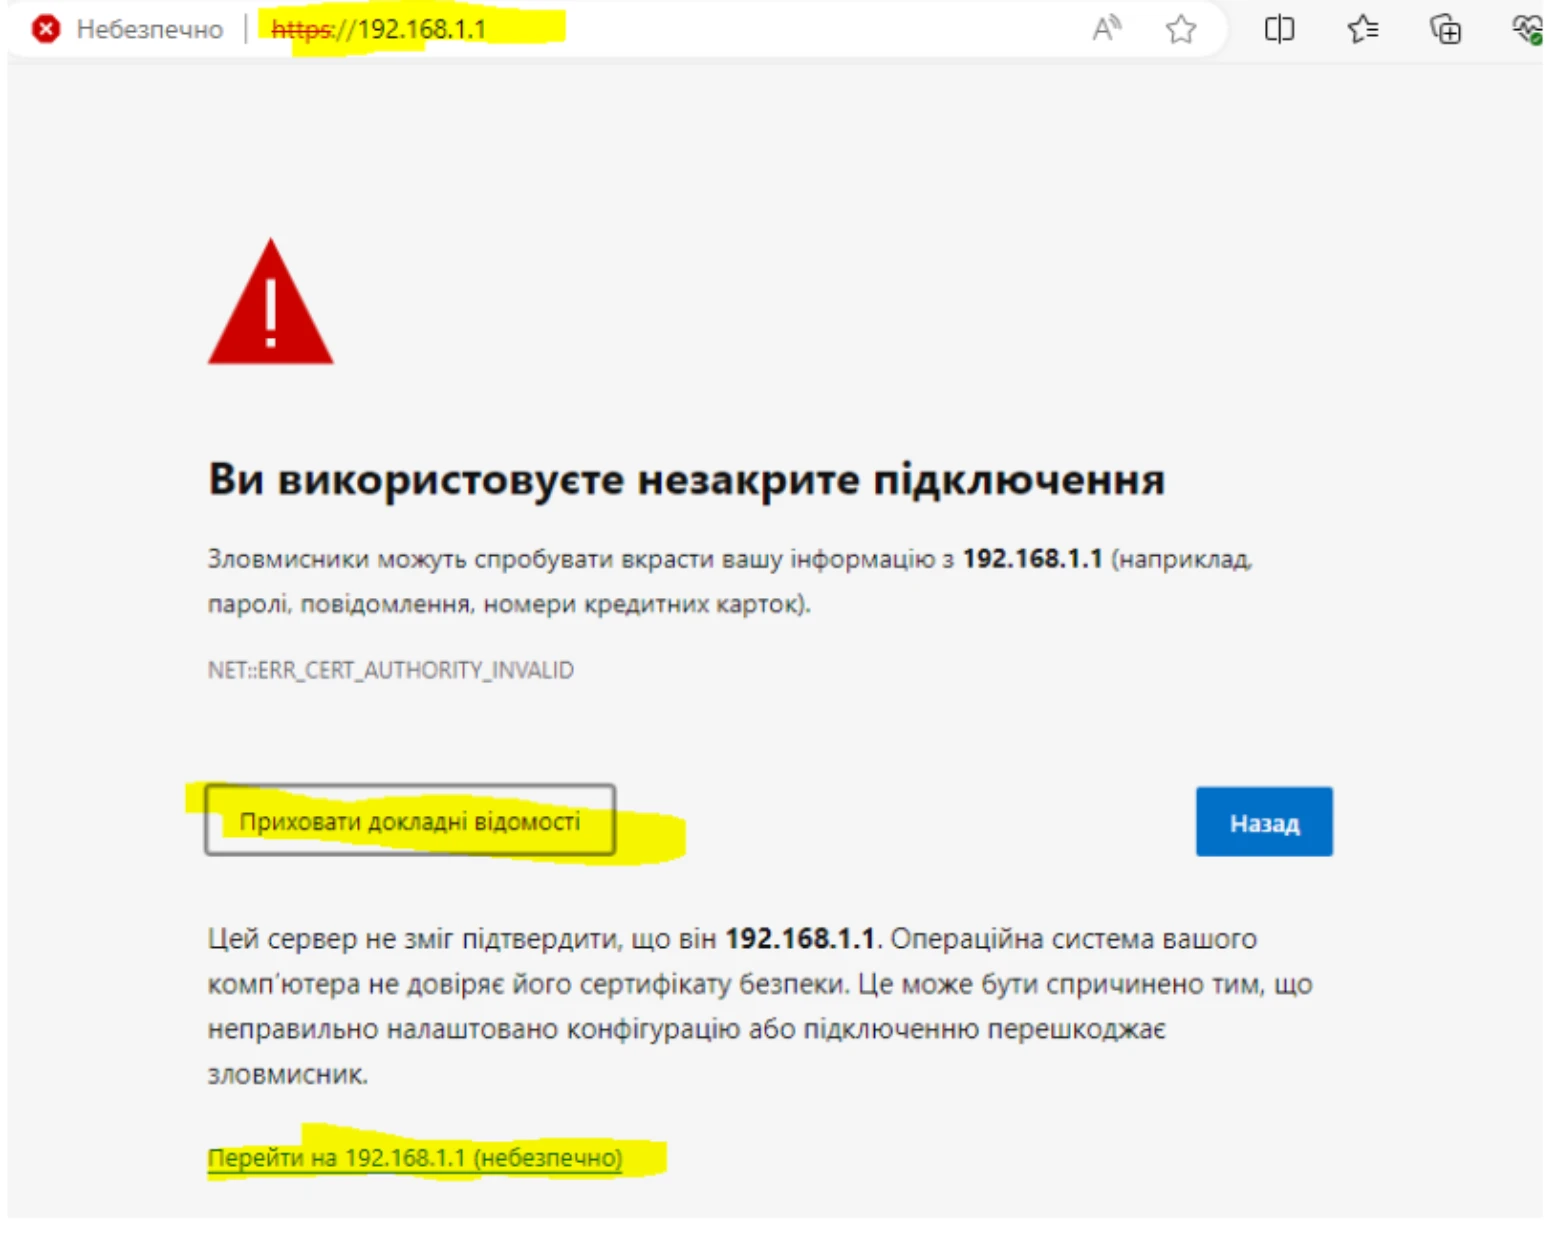 Небезпечно https://192.168.1.1
Ви використовуєте незакрите підключення
Зловмисники можуть спробувати вкрасти вашу інформацію з 192.168.1.1 (наприклад,
паролі, повідомлення, номери кредитних карток).
NET::ERR_CERT_AUTHORITY_INVALID
Приховати докладні відомості
Назад
Цей сервер не зміг підтвердити, що він 192.168.1.1. Операційна система вашого
комп'ютера не довіряє його сертифікату безпеки. Це може бути спричинено тим, що
неправильно налаштовано конфігурацію або підключенню перешкоджає
зловмисник.
Перейти на 192.168.1.1 (небезпечно)